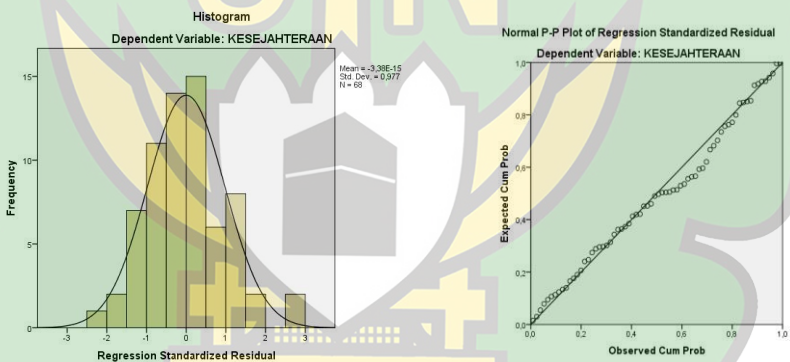 Histogram
Dependent Variable: KESEJAHTERAAN
Mean = -3,38E-15
Std. Dev. = 0,977
N = 68
Frequency
15
10
5
0
-3 -2 -1 0 1 2 3
Regression Standardized Residual
Normal P-P Plot of Regression Standardized Residual
Dependent Variable: KESEJAHTERAAN
Expected Cum Prob
1,0
0,8
0,6
0,4
0,2
0,0
0,0 0,2 0,4 0,6 0,8 1,0
Observed Cum Prob